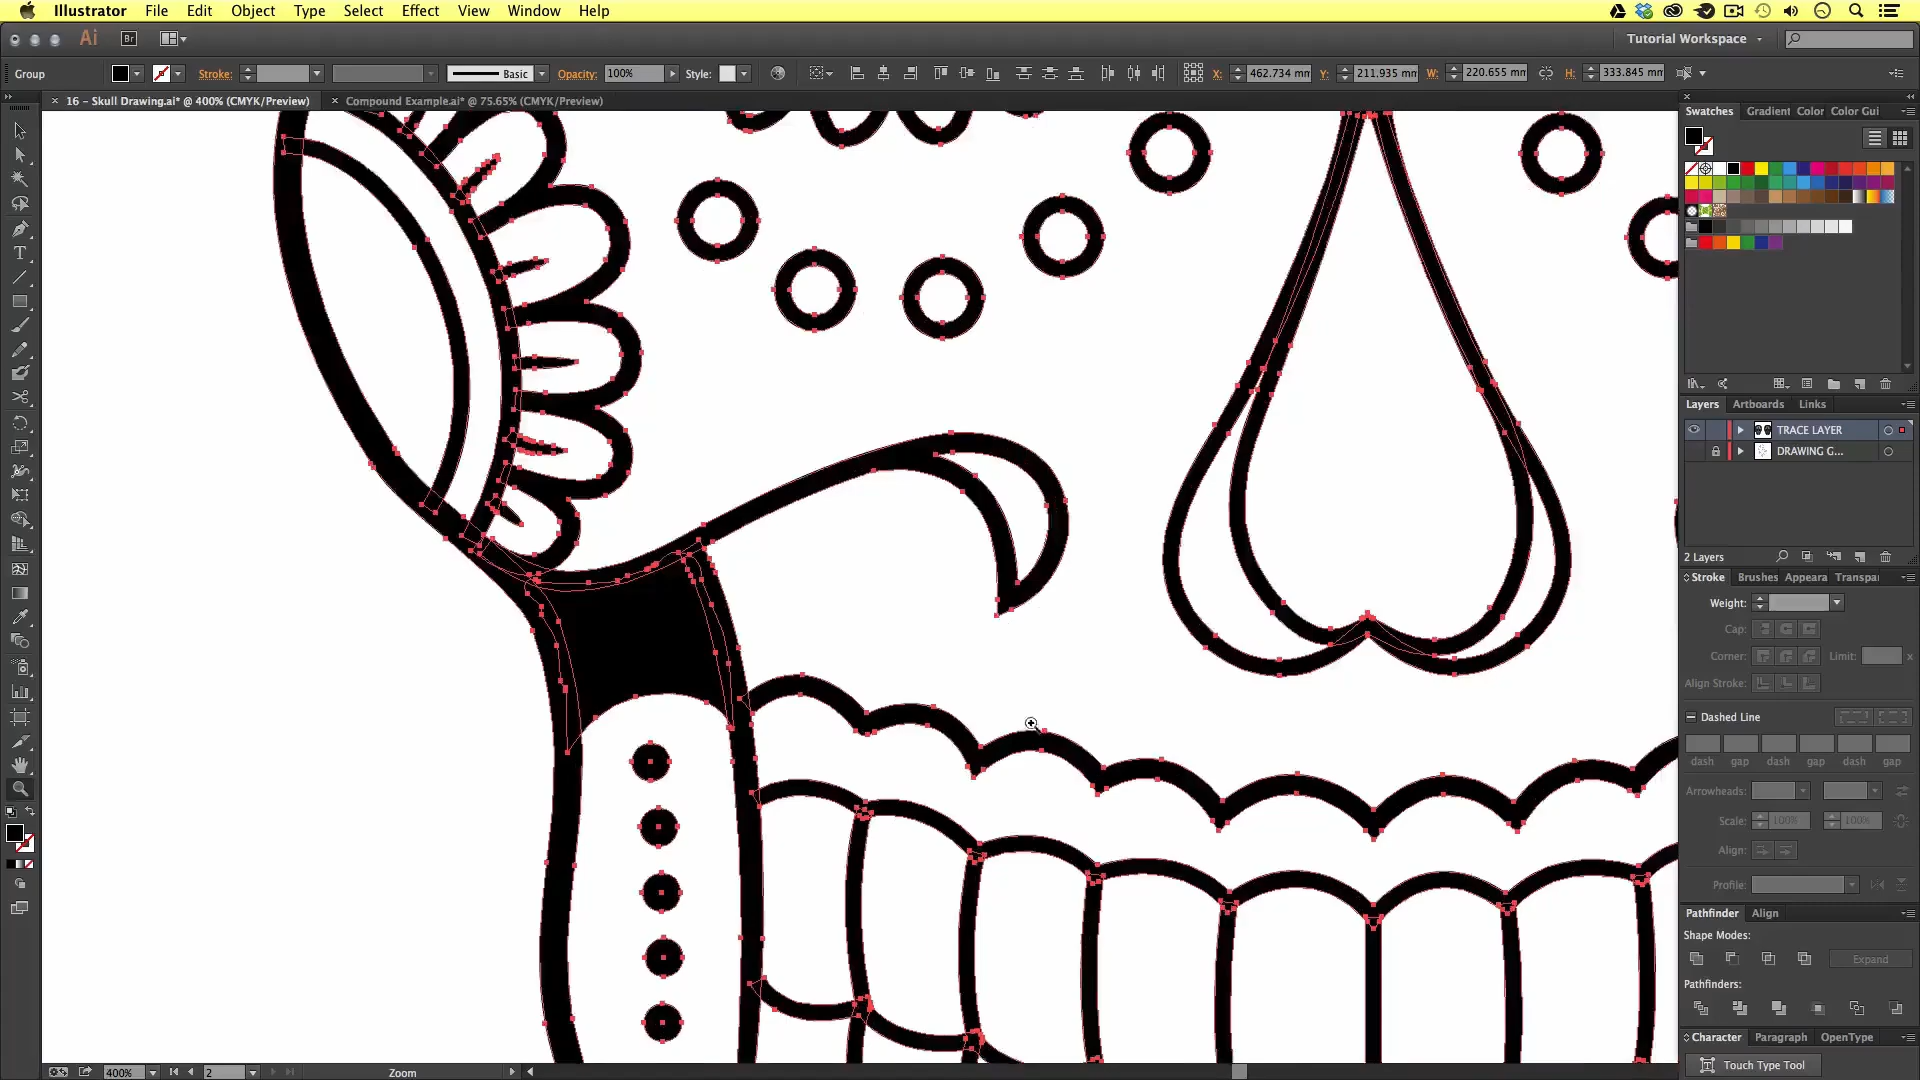 Illustrator File Edit Object Type Select Effect View Window Help
Ai Br Tutorial Workspace
Group Stroke: Basic Opacity: 100% Style: X: 462.734 mm Y: 211.935 mm W: 220.655 mm H: 333.845 mm
× 16 – Skull Drawing.ai* @ 400% (CMYK/Preview) × Compound Example.ai* @ 75.65% (CMYK/Preview)
Swatches Gradient Color Color Gui
Layers Artboards Links
TRACE LAYER
DRAWING G...
2 Layers
Stroke Brushes Appeara Transpa
Weight:
Cap:
Corner: Limit: x
Align Stroke:
Dashed Line
dash gap dash gap dash gap
Arrowheads:
Scale: 100% 100%
Align:
Profile:
Pathfinder Align
Shape Modes:
Expand
Pathfinders:
Character Paragraph OpenType
Touch Type Tool
400% 2 Zoom